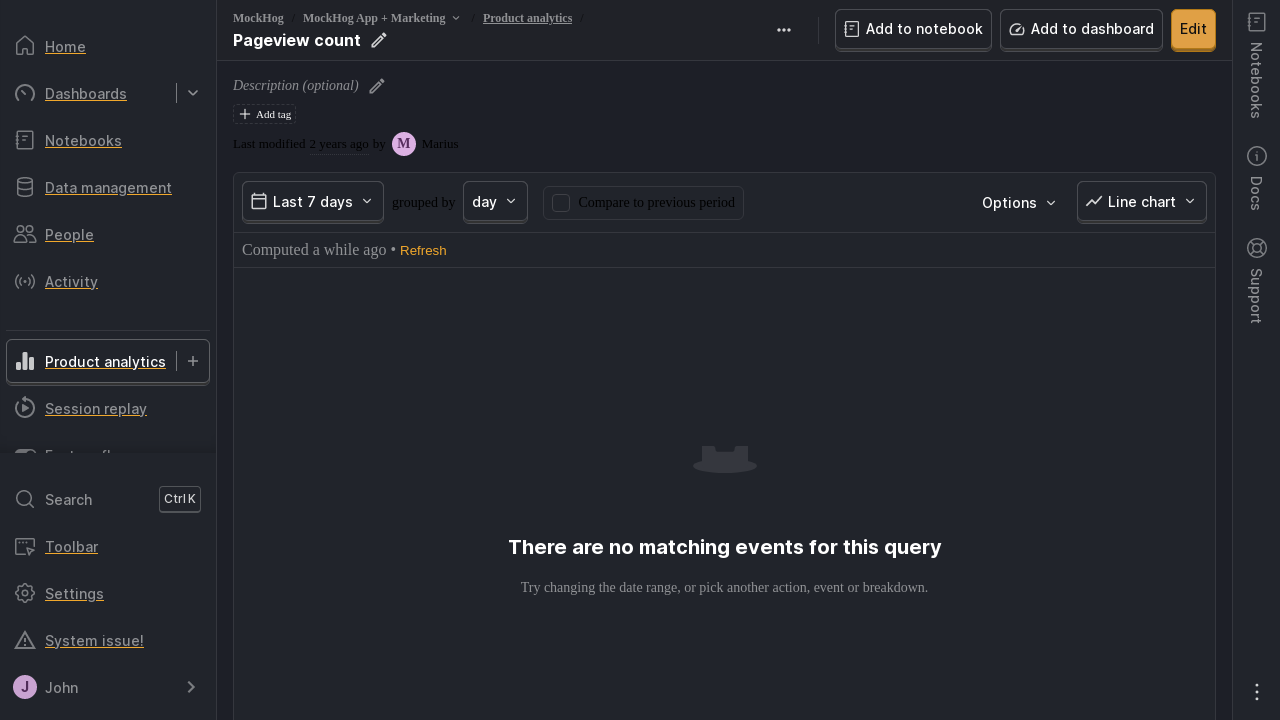 Home
Dashboards
Notebooks
Data management
People
Activity
Product analytics
Session replay
Search
Ctrl K
Toolbar
Settings
System issue!
J John
MockHog / MockHog App + Marketing / Product analytics /
Pageview count
Add to notebook
Add to dashboard
Edit
Description (optional)
Add tag
Last modified 2 years ago by M Marius
Last 7 days grouped by day Compare to previous period
Options
Line chart
Computed a while ago • Refresh
There are no matching events for this query
Try changing the date range, or pick another action, event or breakdown.
Notebooks
Docs
Support